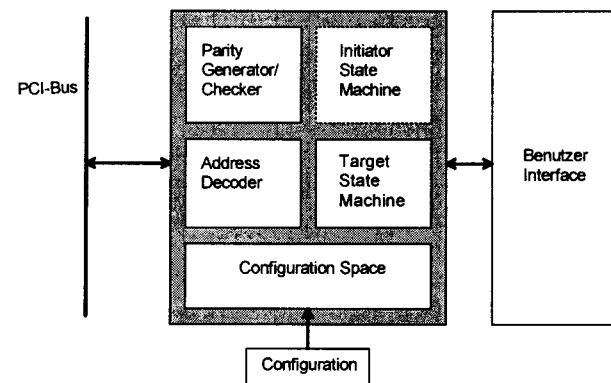 PCI-Bus
Parity
Generator/
Checker
Initiator
State
Machine
Address
Decoder
Target
State
Machine
Configuration Space
Configuration
Benutzer
Interface